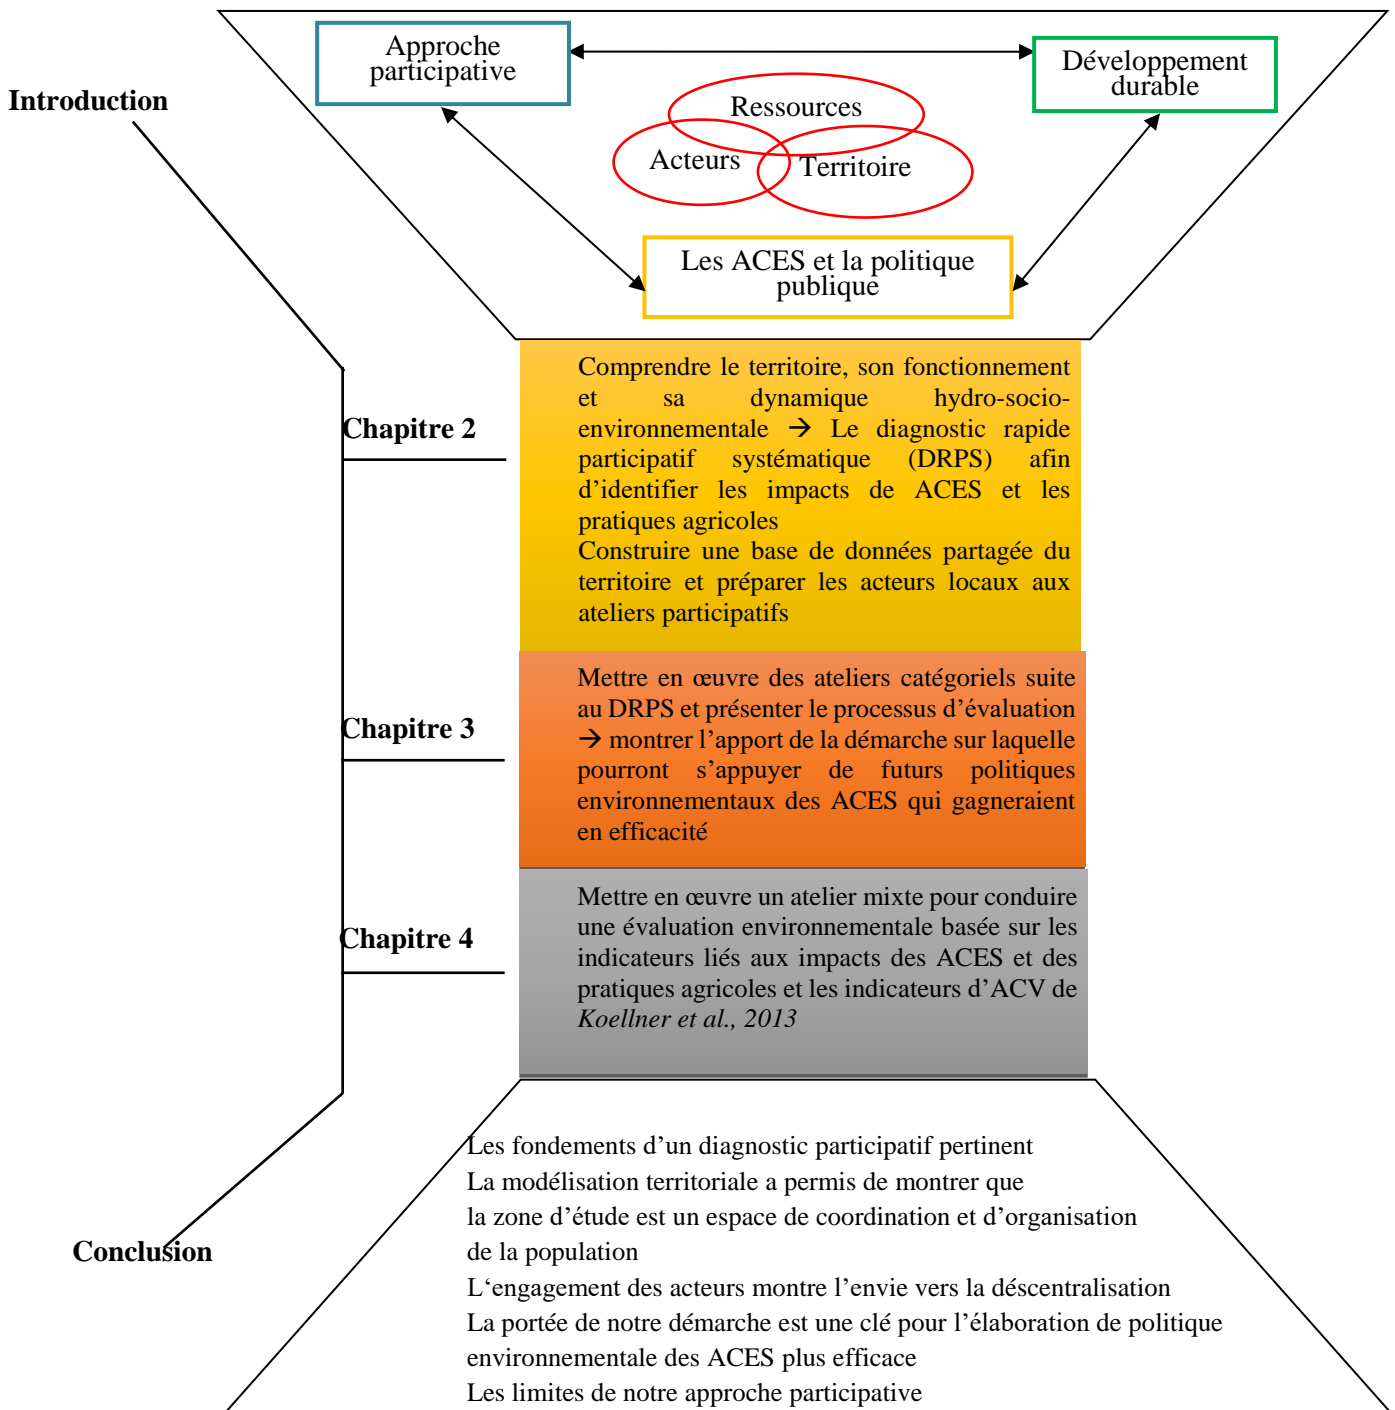 Introduction
Approche
participative
Développement
durable
Ressources
Acteurs
Territoire
Les ACES et la politique
publique
Chapitre 2
Comprendre le territoire, son fonctionnement
et sa dynamique hydro-socio-
environnementale → Le diagnostic rapide
participatif systématique (DRPS) afin
d’identifier les impacts de ACES et les
pratiques agricoles
Construire une base de données partagée du
territoire et préparer les acteurs locaux aux
ateliers participatifs
Chapitre 3
Mettre en œuvre des ateliers catégoriels suite
au DRPS et présenter le processus d’évaluation
→ montrer l’apport de la démarche sur laquelle
pourront s’appuyer de futurs politiques
environnementaux des ACES qui gagneraient
en efficacité
Chapitre 4
Mettre en œuvre un atelier mixte pour conduire
une évaluation environnementale basée sur les
indicateurs liés aux impacts des ACES et des
pratiques agricoles et les indicateurs d’ACV de
Koellner et al., 2013
Conclusion
Les fondements d’un diagnostic participatif pertinent
La modélisation territoriale a permis de montrer que
la zone d’étude est un espace de coordination et d’organisation
de la population
L‘engagement des acteurs montre l’envie vers la déscentralisation
La portée de notre démarche est une clé pour l’élaboration de politique
environnementale des ACES plus efficace
Les limites de notre approche participative